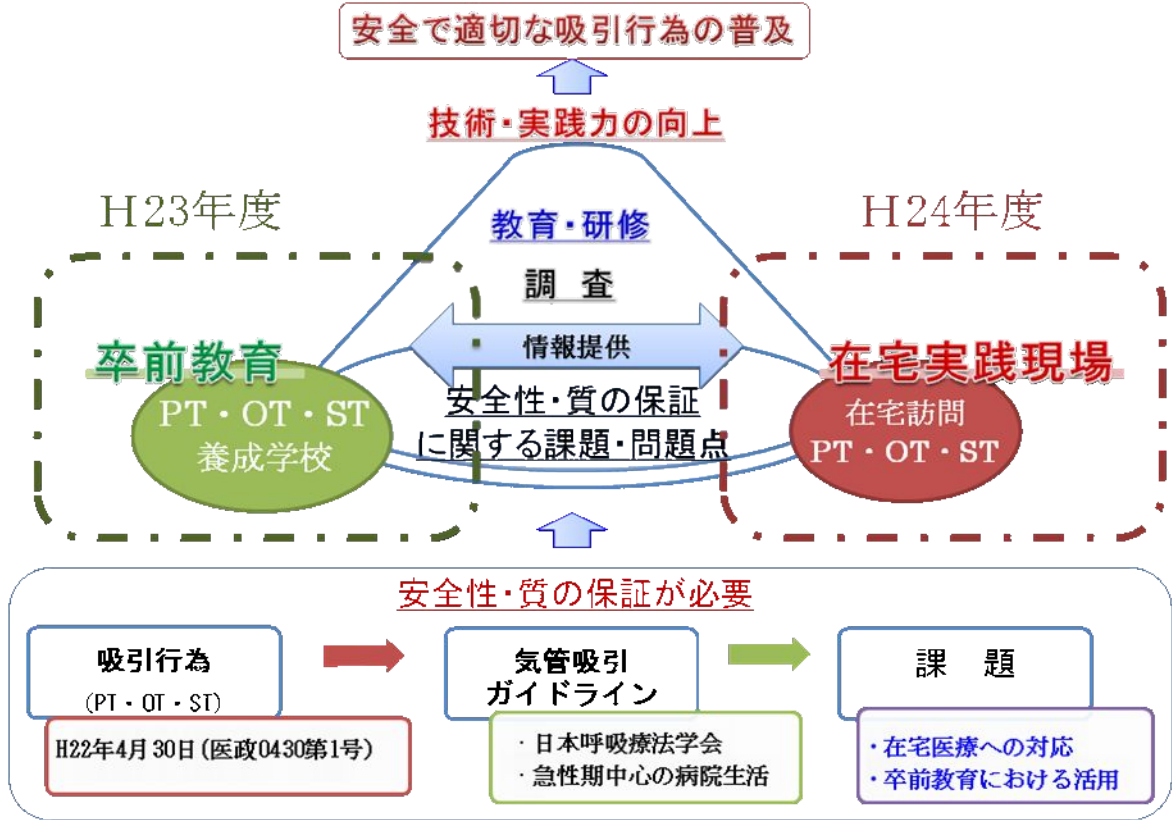 安全で適切な吸引行為の普及
技術・実践力の向上
H23年度
H24年度
教育・研修
調　査
情報提供
卒前教育
PT・OT・ST
養成学校
安全性・質の保証
に関する課題・問題点
在宅実践現場
在宅訪問
PT・OT・ST
安全性・質の保証が必要
吸引行為
(PT・OT・ST)
H22年4月30日(医政0430第1号)
気管吸引
ガイドライン
・日本呼吸療法学会
・急性期中心の病院生活
課　題
・在宅医療への対応
・卒前教育における活用